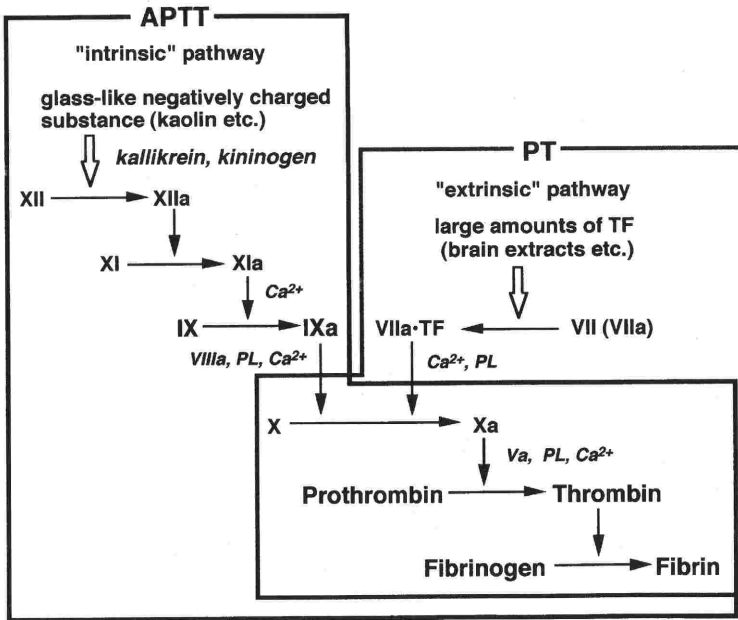 APTT
"intrinsic" pathway
glass-like negatively charged
substance (kaolin etc.)
kallikrein, kininogen
XII XIIa
XI XIa
Ca²⁺
IX IXa
VIIIa, PL, Ca²⁺
PT
"extrinsic" pathway
large amounts of TF
(brain extracts etc.)
VIIa·TF VII (VIIa)
Ca²⁺, PL
X Xa
Va, PL, Ca²⁺
Prothrombin Thrombin
Fibrinogen Fibrin